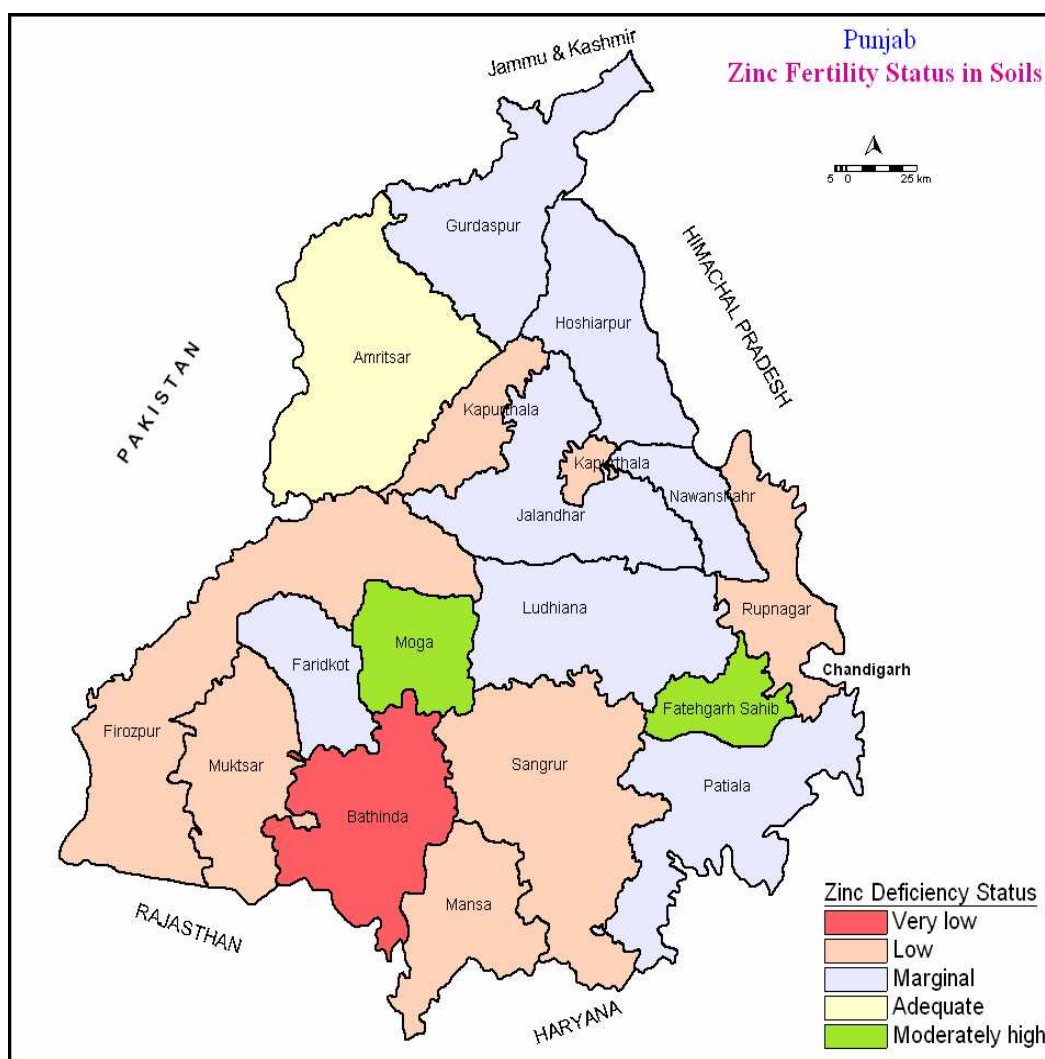 Punjab
Zinc Fertility Status in Soils
Jammu & Kashmir
5 0 25 km
Gurdaspur
HIMACHAL PRADESH
Hoshiarpur
PAKISTAN
Amritsar
Kapurthala
Kapurthala
Nawanshahr
Jalandhar
Ludhiana
Rupnagar
Moga
Faridkot
Chandigarh
Fatehgarh Sahib
Firozpur
Muktsar
Sangrur
Patiala
Bathinda
Mansa
RAJASTHAN
HARYANA
Zinc Deficiency Status
Very low
Low
Marginal
Adequate
Moderately high